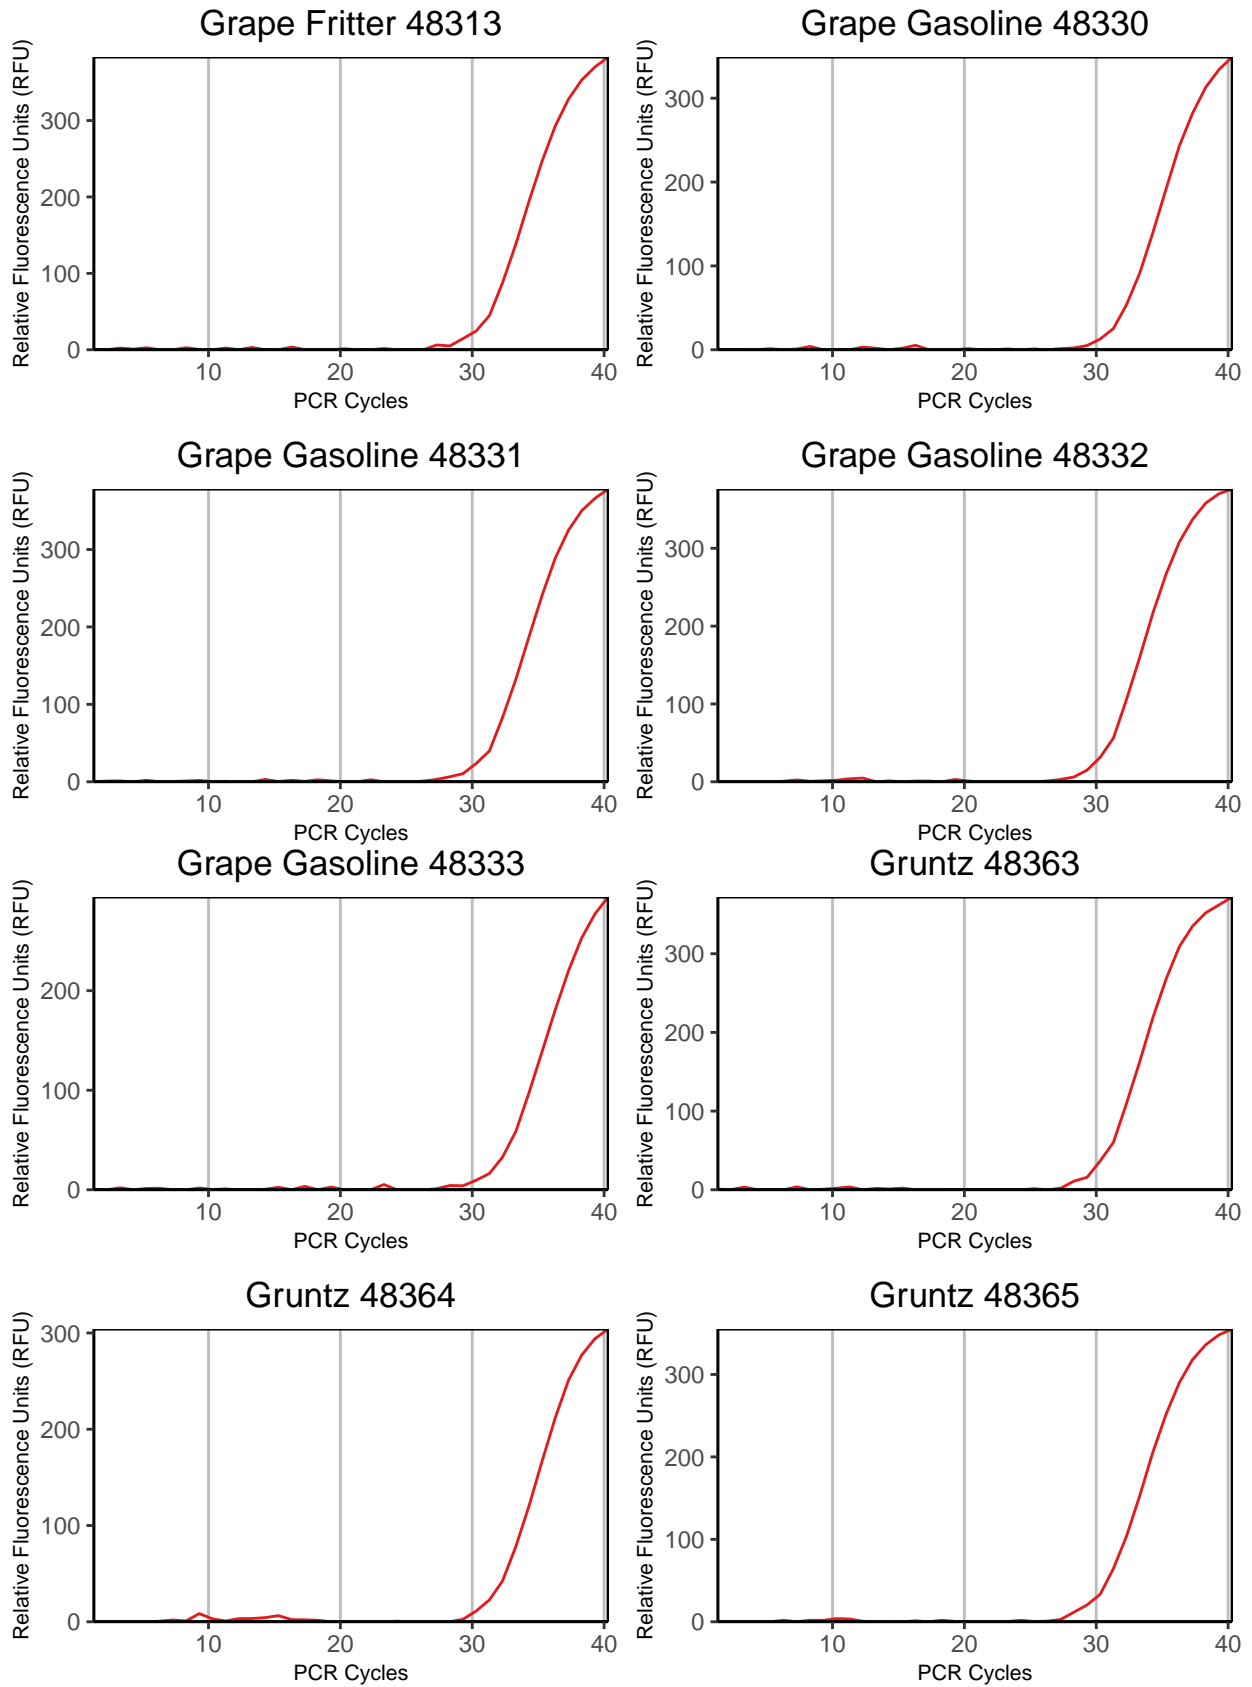 Grape Fritter 48313
Relative Fluorescence Units (RFU)
300
200
100
0
10 20 30 40
PCR Cycles
Grape Gasoline 48330
Relative Fluorescence Units (RFU)
300
200
100
0
10 20 30 40
PCR Cycles
Grape Gasoline 48331
Relative Fluorescence Units (RFU)
300
200
100
0
10 20 30 40
PCR Cycles
Grape Gasoline 48332
Relative Fluorescence Units (RFU)
300
200
100
0
10 20 30 40
PCR Cycles
Grape Gasoline 48333
Relative Fluorescence Units (RFU)
200
100
0
10 20 30 40
PCR Cycles
Gruntz 48363
Relative Fluorescence Units (RFU)
300
200
100
0
10 20 30 40
PCR Cycles
Gruntz 48364
Relative Fluorescence Units (RFU)
300
200
100
0
10 20 30 40
PCR Cycles
Gruntz 48365
Relative Fluorescence Units (RFU)
300
200
100
0
10 20 30 40
PCR Cycles